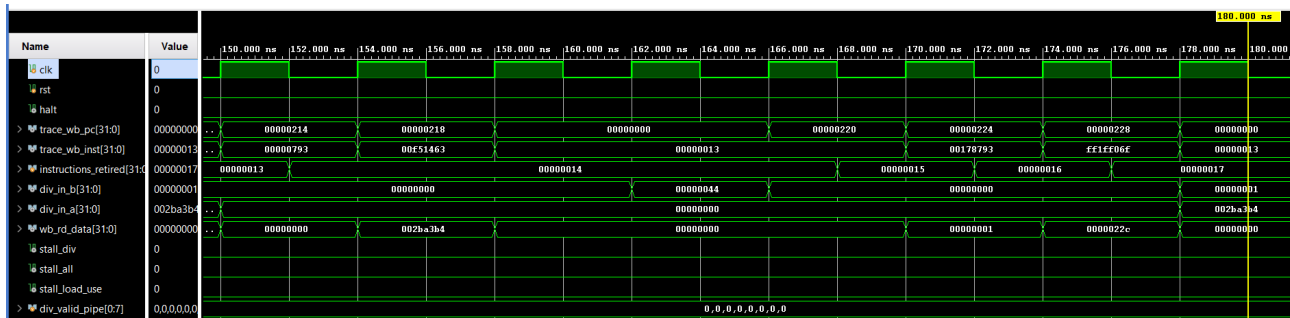 180.000 ns
Name Value 150.000 ns 152.000 ns 154.000 ns 156.000 ns 158.000 ns 160.000 ns 162.000 ns 164.000 ns 166.000 ns 168.000 ns 170.000 ns 172.000 ns 174.000 ns 176.000 ns 178.000 ns 180.000
clk 0
rst 0
halt 0
> trace_wb_pc[31:0] 00000000 .. 00000214 00000218 00000000 00000220 00000224 00000228 00000000
> trace_wb_inst[31:0] 00000013 .. 00000793 00f51463 00000013 00178793 ff1ff06f 00000013
> instructions_retired[31:0 00000017 00000013 00000014 00000015 00000016 00000017
> div_in_b[31:0] 00000001 00000000 00000044 00000000 00000001
> div_in_a[31:0] 002ba3b4 .. 00000000 002ba3b4
> wb_rd_data[31:0] 00000000 .. 00000000 002ba3b4 00000000 00000001 0000022c 00000000
stall_div 0
stall_all 0
stall_load_use 0
> div_valid_pipe[0:7] 0,0,0,0,0,0 0,0,0,0,0,0,0,0